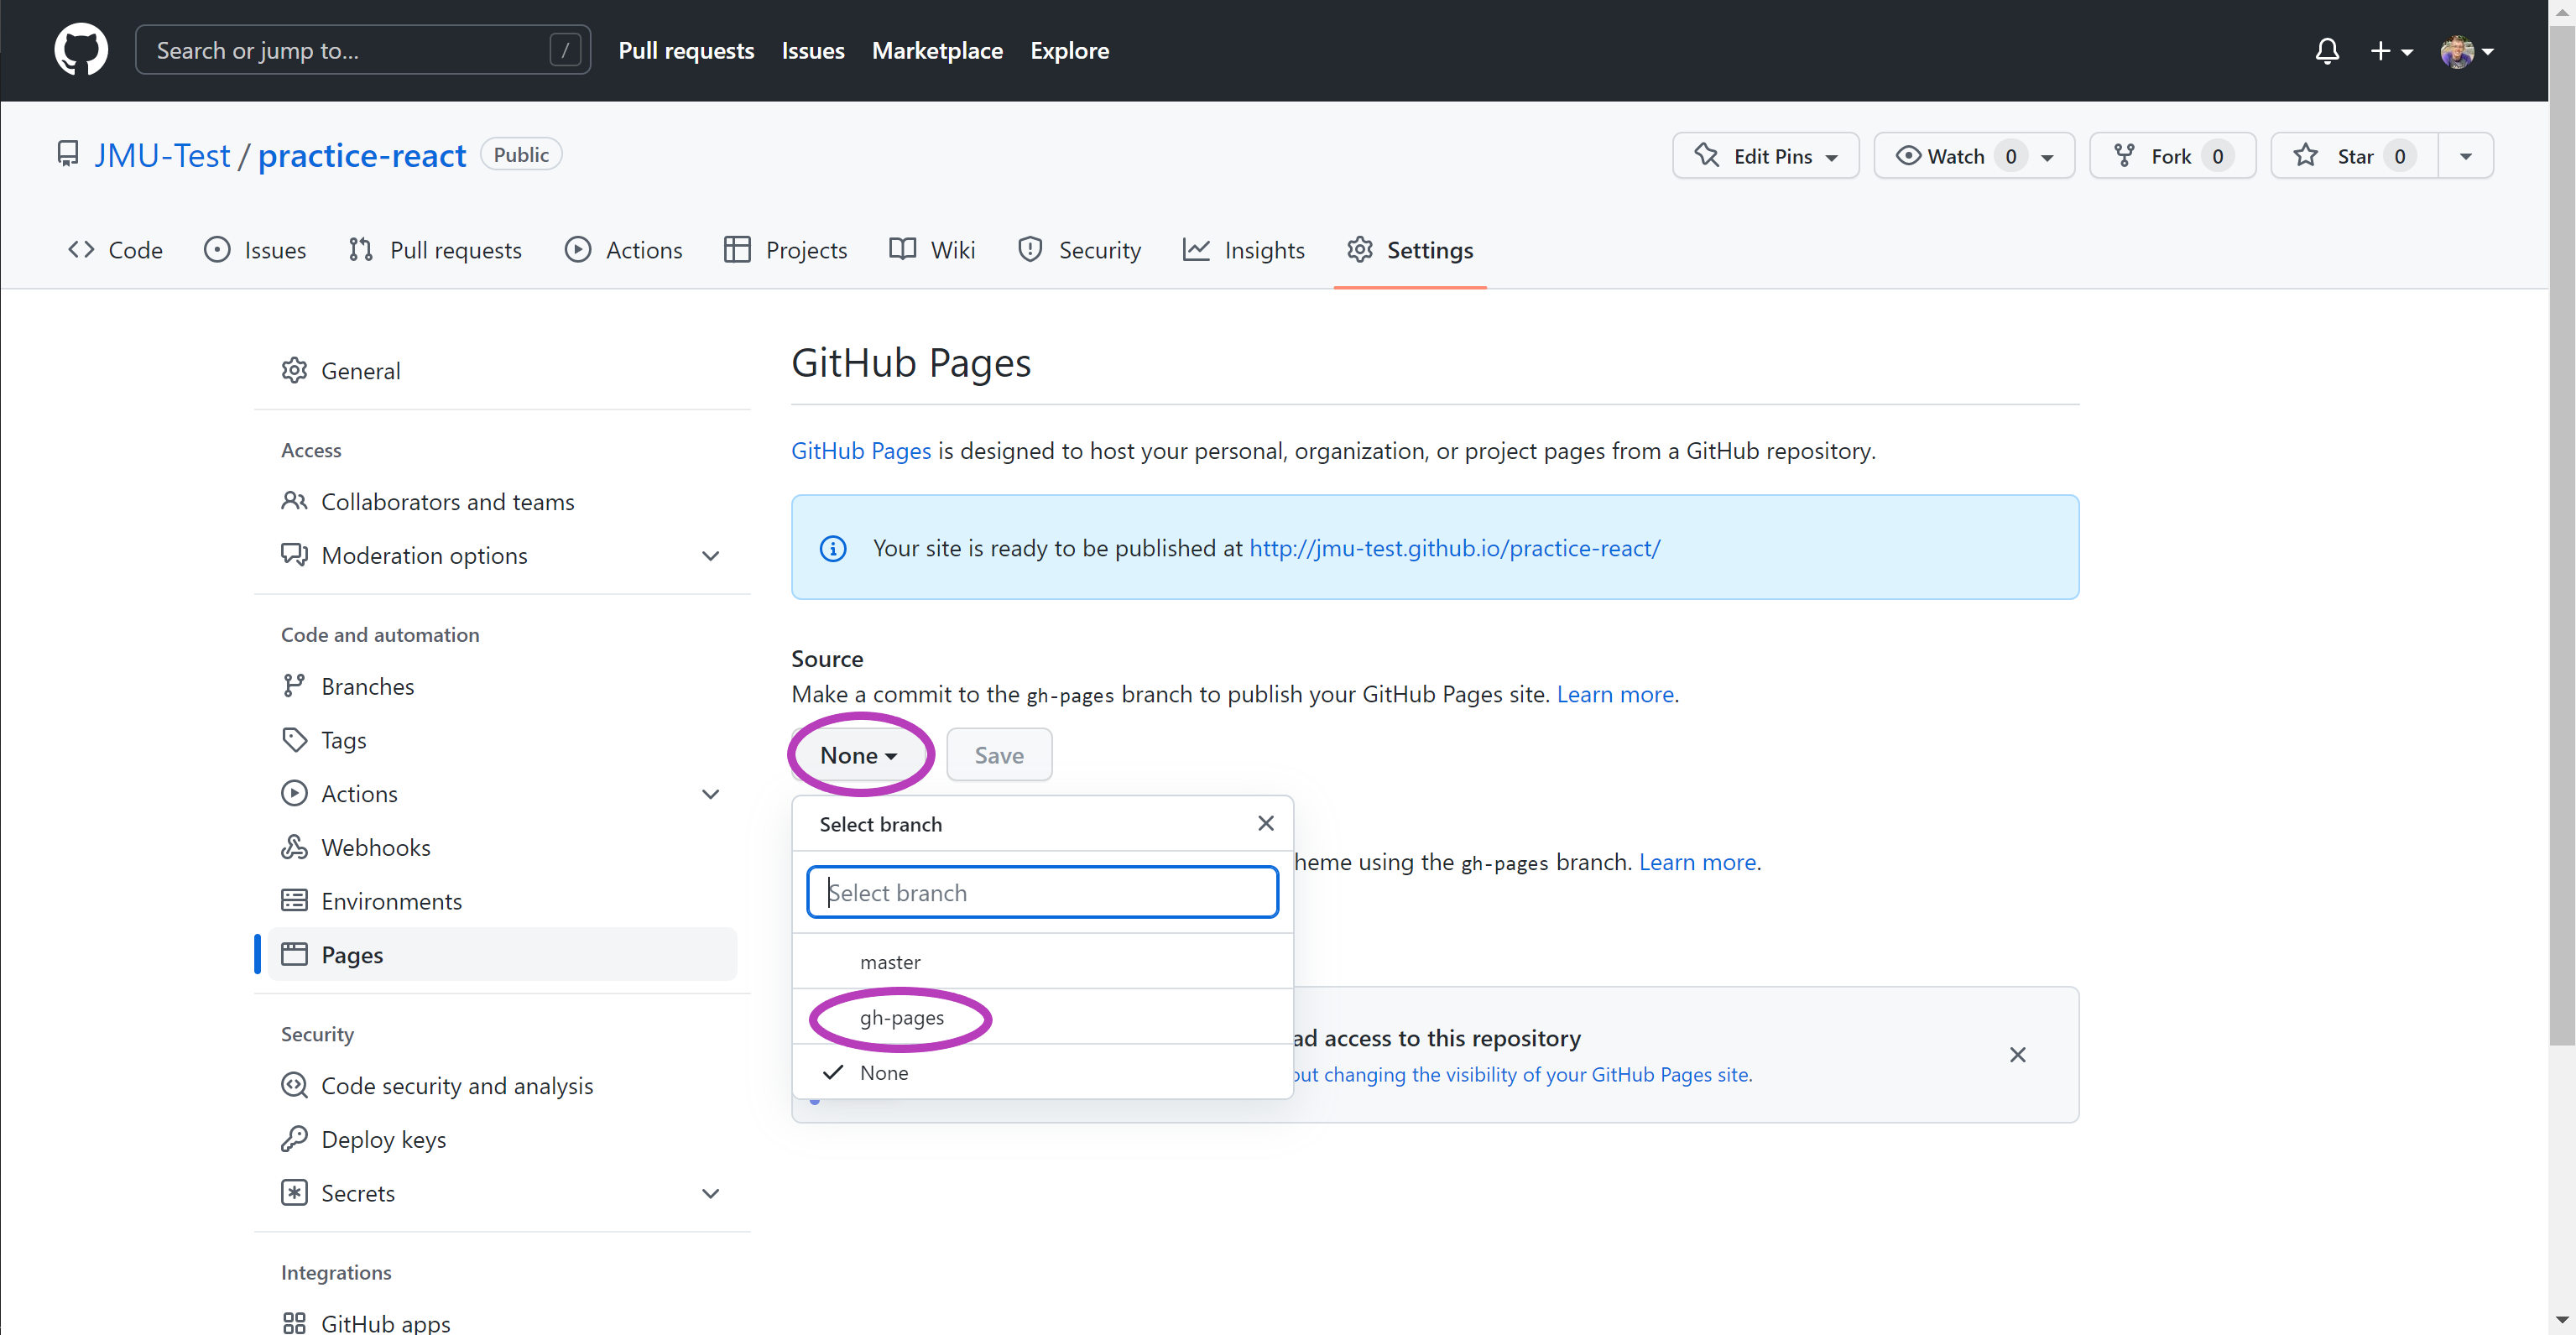 Search or jump to... /
Pull requests Issues Marketplace Explore
JMU-Test / practice-react Public
Edit Pins Watch 0 Fork 0 Star 0
Code Issues Pull requests Actions Projects Wiki Security Insights Settings
General
Access
Collaborators and teams
Moderation options
Code and automation
Branches
Tags
Actions
Webhooks
Environments
Pages
Security
Code security and analysis
Deploy keys
Secrets
Integrations
GitHub apps
GitHub Pages
GitHub Pages is designed to host your personal, organization, or project pages from a GitHub repository.
Your site is ready to be published at http://jmu-test.github.io/practice-react/
Source
Make a commit to the gh-pages branch to publish your GitHub Pages site. Learn more.
None Save
Select branch
Select branch
master
gh-pages
None
using the gh-pages branch. Learn more.
access to this repository
changing the visibility of your GitHub Pages site.